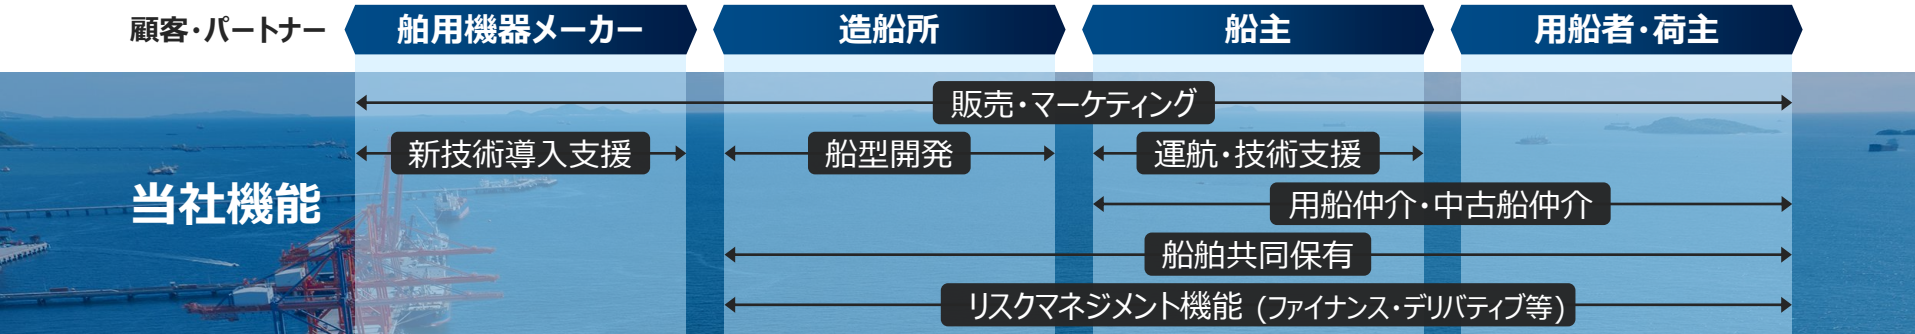 顧客・パートナー 舶用機器メーカー 造船所 船主 用船者・荷主
販売・マーケティング
新技術導入支援 船型開発 運航・技術支援
当社機能 用船仲介・中古船仲介
船舶共同保有
リスクマネジメント機能 (ファイナンス・デリバティブ等)